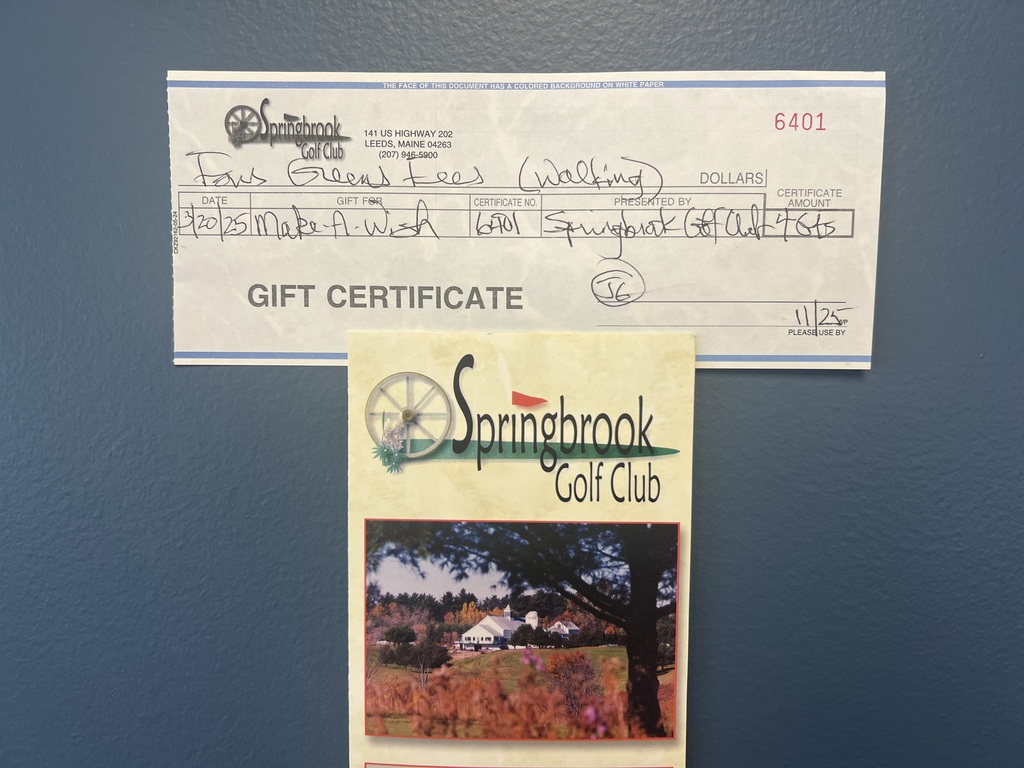 THE FACE OF THIS DOCUMENT HAS A COLORED BACKGROUND ON WHITE PAPER
Springbrook
Golf Club
141 US HIGHWAY 202
LEEDS, MAINE 04263
(207) 946-5900
6401
Four Greens Fees (Walking) DOLLARS
DATE GIFT FOR CERTIFICATE NO. PRESENTED BY CERTIFICATE AMOUNT
3/20/25 Make-A-Wish 6401 Springbrook Golf Club 4 GFs
JG
GIFT CERTIFICATE
11/25
PLEASE USE BY
Springbrook
Golf Club